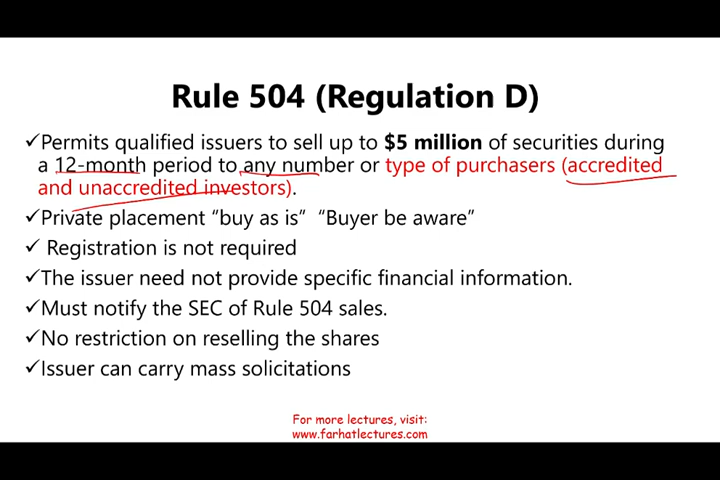 Rule 504 (Regulation D)
✓Permits qualified issuers to sell up to $5 million of securities during
a 12-month period to any number or type of purchasers (accredited
and unaccredited investors).
✓Private placement “buy as is” “Buyer be aware”
✓ Registration is not required
✓The issuer need not provide specific financial information.
✓Must notify the SEC of Rule 504 sales.
✓No restriction on reselling the shares
✓Issuer can carry mass solicitations
For more lectures, visit:
www.farhatlectures.com